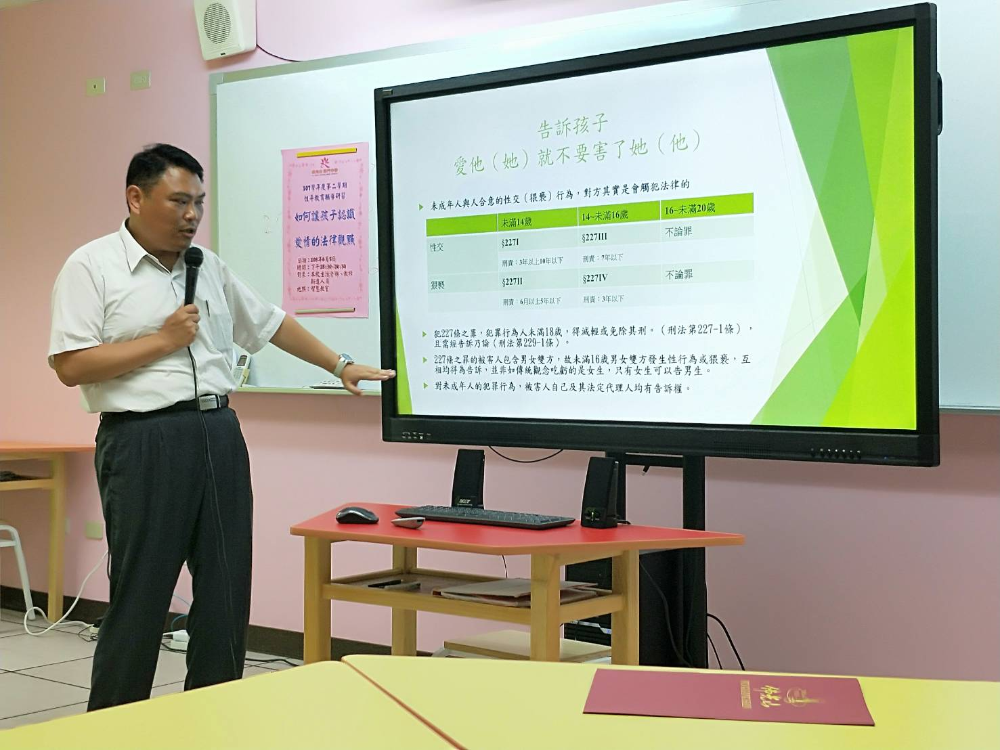 107學年度第二學期
性平教育輔導研習
如何讓孩子認識
愛情的法律觀點
日期：108年6月5日
時間：下午18:30-20:30
地點：智慧教室
告訴孩子
愛他（她）就不要害了她（他）
未成年人與人合意的性交（猥褻）行為，對方其實是會觸犯法律的
未滿14歲 14~未滿16歲 16~未滿20歲
性交 §227I §227III 不論罪
刑責：3年以上10年以下 刑責：7年以下
猥褻 §227II §227IV 不論罪
刑責：6月以上5年以下 刑責：3年以下
犯227條之罪，犯罪行為人未滿18歲，得減輕或免除其刑。（刑法第227-1條），
且需經告訴乃論（刑法第229-1條）。
227條之罪的被害人包含男女雙方，故未滿16歲男女雙方發生性行為或猥褻，互
相均得為告訴，並非如傳統觀念吃虧的是女生，只有女生可以告男生。
對未成年人的犯罪行為，被害人自己及其法定代理人均有告訴權。
acer
佛光山